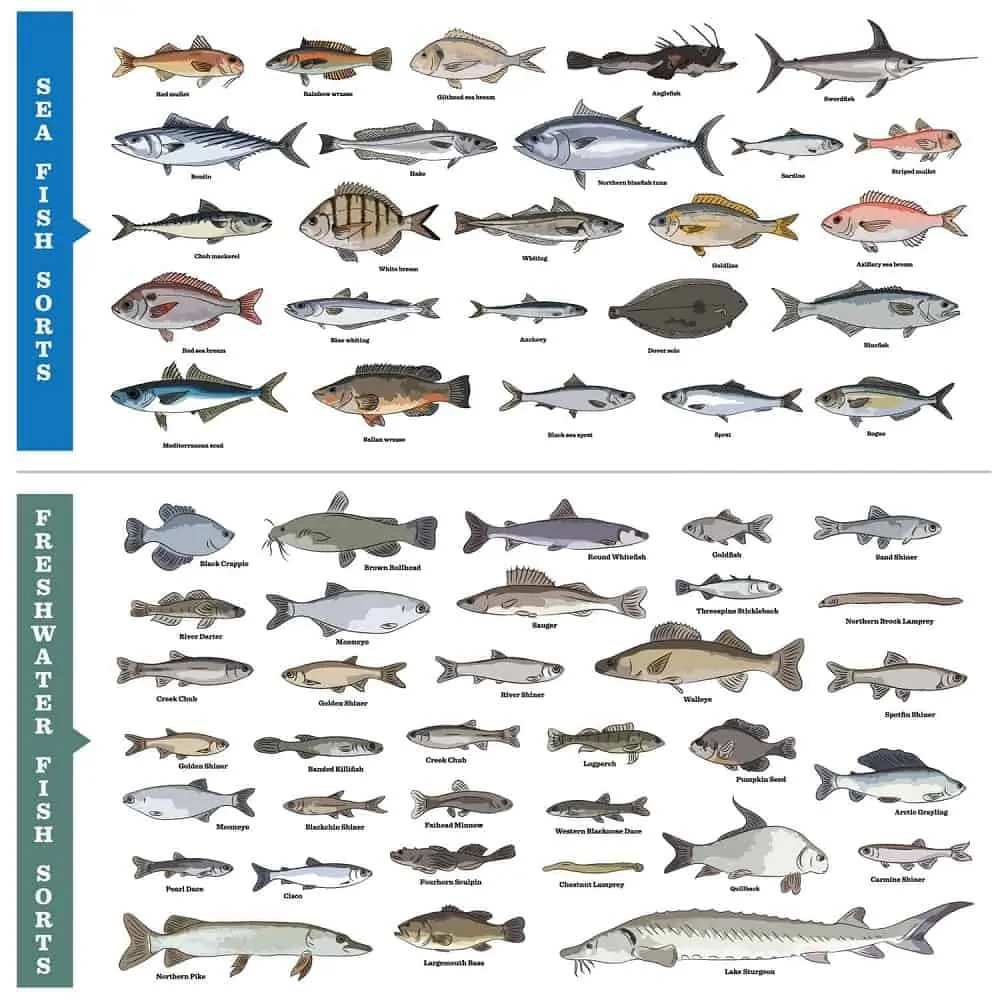 SEA FISH SORTS
Red mullet
Rainbow wrasse
Gilthead sea bream
Anglefish
Swordfish
Bonito
Hake
Northern bluefin tuna
Sardine
Striped mullet
Chub mackerel
White bream
Whiting
Goldline
Axillary sea bream
Red sea bream
Blue whiting
Anchovy
Dover sole
Bluefish
Mediterranean scad
Ballan wrasse
Black sea sprat
Sprat
Bogue
FRESHWATER FISH SORTS
Black Crappie
Brown Bullhead
Round Whitefish
Goldfish
Sand Shiner
River Darter
Mooneye
Sauger
Threespine Stickleback
Northern Brook Lamprey
Creek Chub
Golden Shiner
River Shiner
Walleye
Spotfin Shiner
Golden Shiner
Banded Killifish
Creek Chub
Logperch
Pumpkin Seed
Arctic Grayling
Mooneye
Blackchin Shiner
Fathead Minnow
Western Blacknose Dace
Pearl Dace
Cisco
Fourhorn Sculpin
Chestnut Lamprey
Quillback
Carmine Shiner
Northern Pike
Largemouth Bass
Lake Sturgeon